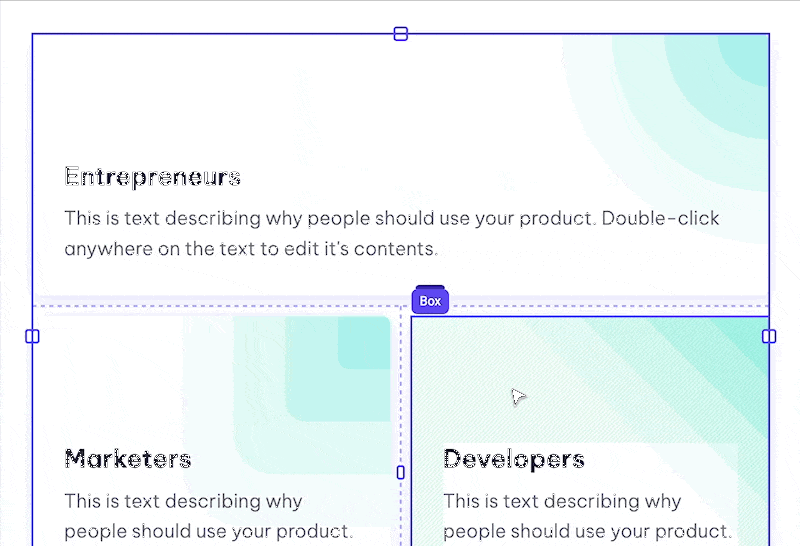 Entrepreneurs
This is text describing why people should use your product. Double-click
anywhere on the text to edit it's contents.
Box
Marketers
This is text describing why
people should use your product.
Developers
This is text describing why
people should use your product.